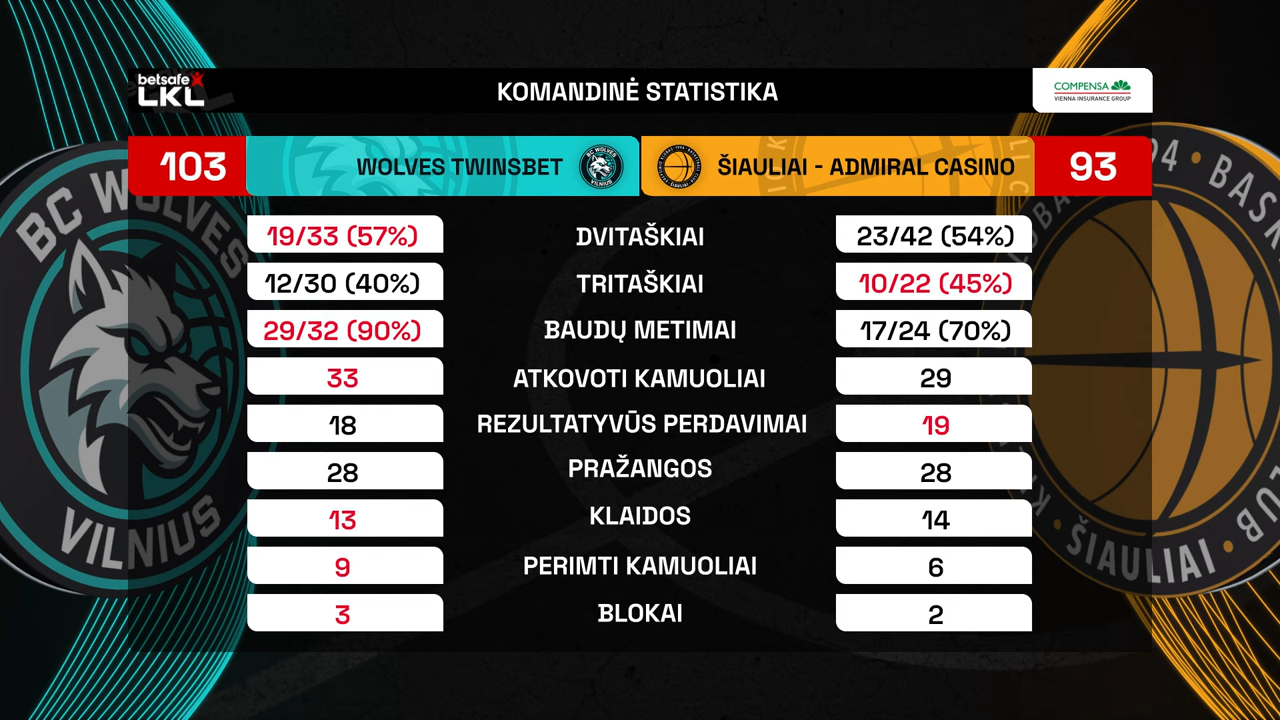 betsafe
LKL
KOMANDINĖ STATISTIKA
COMPENSA
VIENNA INSURANCE GROUP
103 WOLVES TWINSBET BC WOLVES VILNIUS ŠIAULIAI - ADMIRAL CASINO 93
19/33 (57%) DVITAŠKIAI 23/42 (54%)
12/30 (40%) TRITAŠKIAI 10/22 (45%)
29/32 (90%) BAUDŲ METIMAI 17/24 (70%)
33 ATKOVOTI KAMUOLIAI 29
18 REZULTATYVŪS PERDAVIMAI 19
28 PRAŽANGOS 28
13 KLAIDOS 14
9 PERIMTI KAMUOLIAI 6
3 BLOKAI 2
BC WOLVES
VILNIUS
ŠIAULIAI